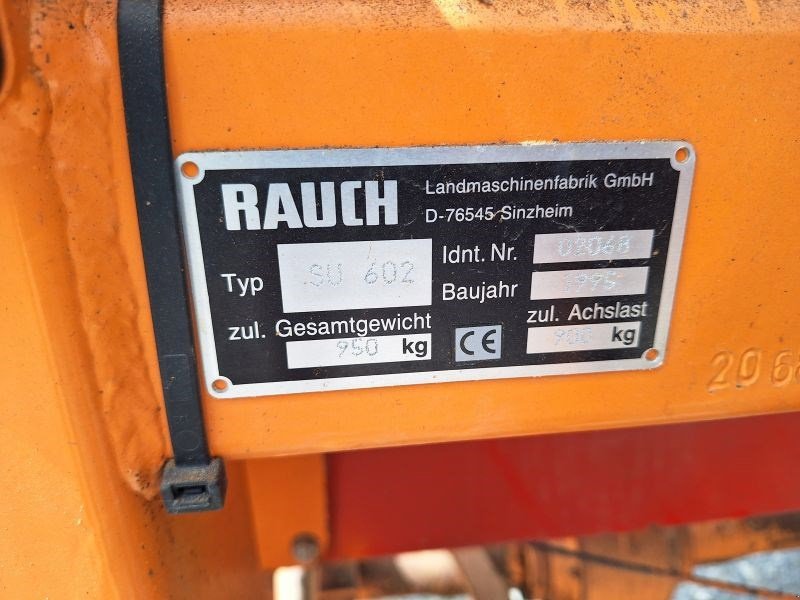 RAUCH
Landmaschinenfabrik GmbH
D-76545 Sinzheim
Typ SU 602
Idnt. Nr. 02068
Baujahr 1995
zul. Gesamtgewicht
950 kg
CE
zul. Achslast
900 kg